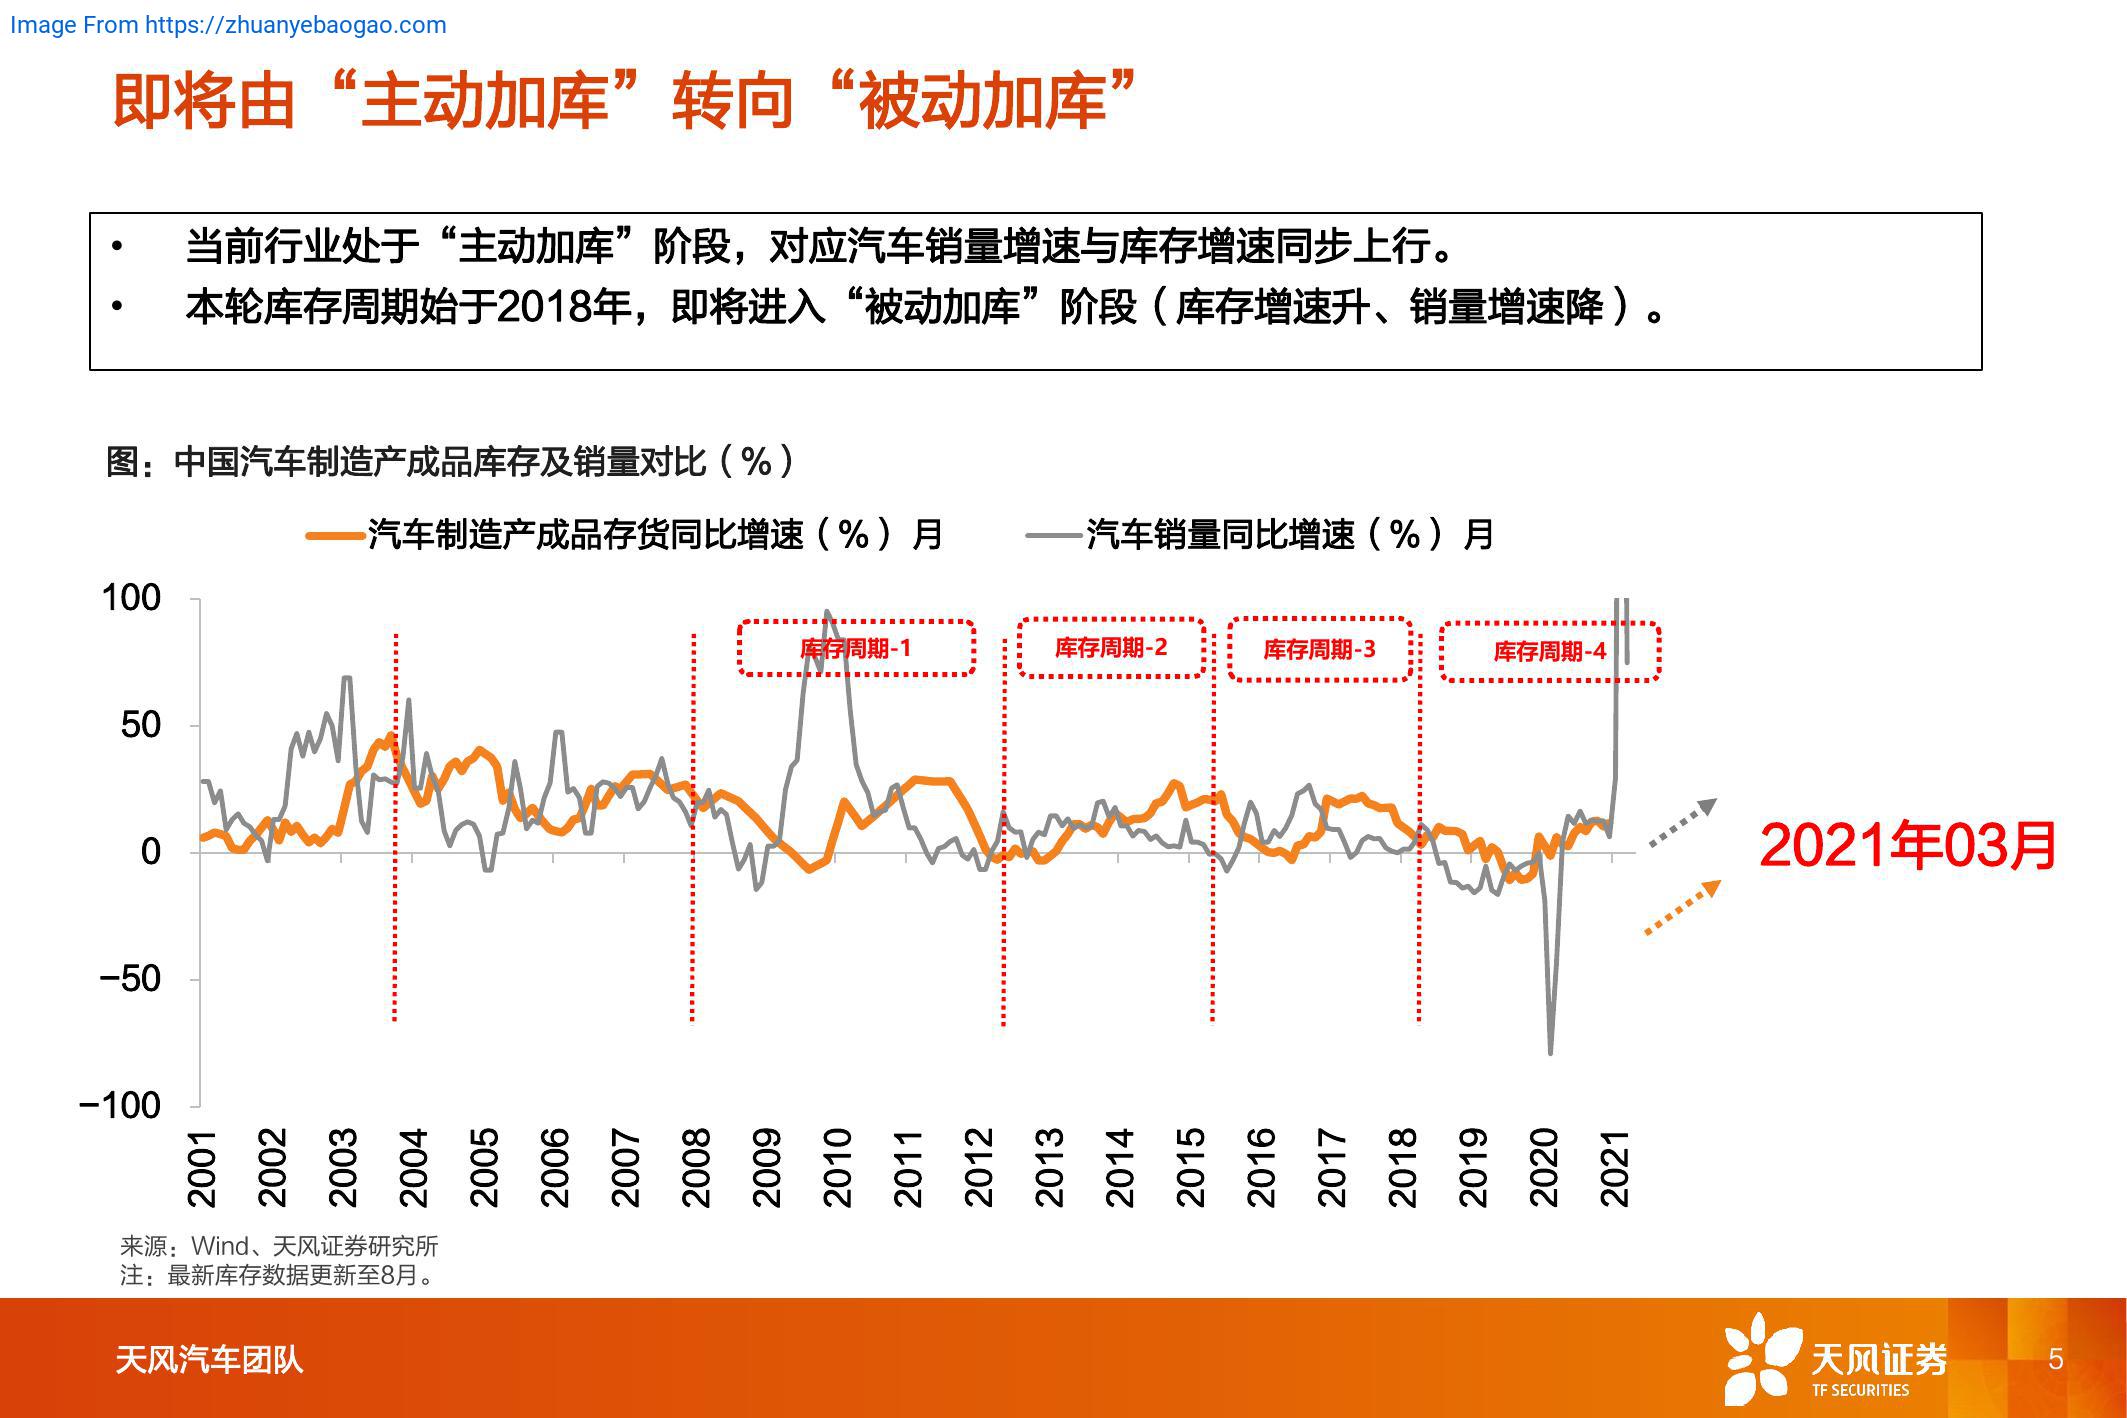 Image From https://zhuanyebaogao.com
即将由“主动加库”转向“被动加库”
• 当前行业处于“主动加库”阶段，对应汽车销量增速与库存增速同步上行。
• 本轮库存周期始于2018年，即将进入“被动加库”阶段（库存增速升、销量增速降）。
图：中国汽车制造产成品库存及销量对比（%）
汽车制造产成品存货同比增速（%）月 汽车销量同比增速（%）月
100
50
0
−50
−100
库存周期-1 库存周期-2 库存周期-3 库存周期-4
2021年03月
2001 2002 2003 2004 2005 2006 2007 2008 2009 2010 2011 2012 2013 2014 2015 2016 2017 2018 2019 2020 2021
来源：Wind、天风证券研究所
注：最新库存数据更新至8月。
天风汽车团队
天风证券
TF SECURITIES
5